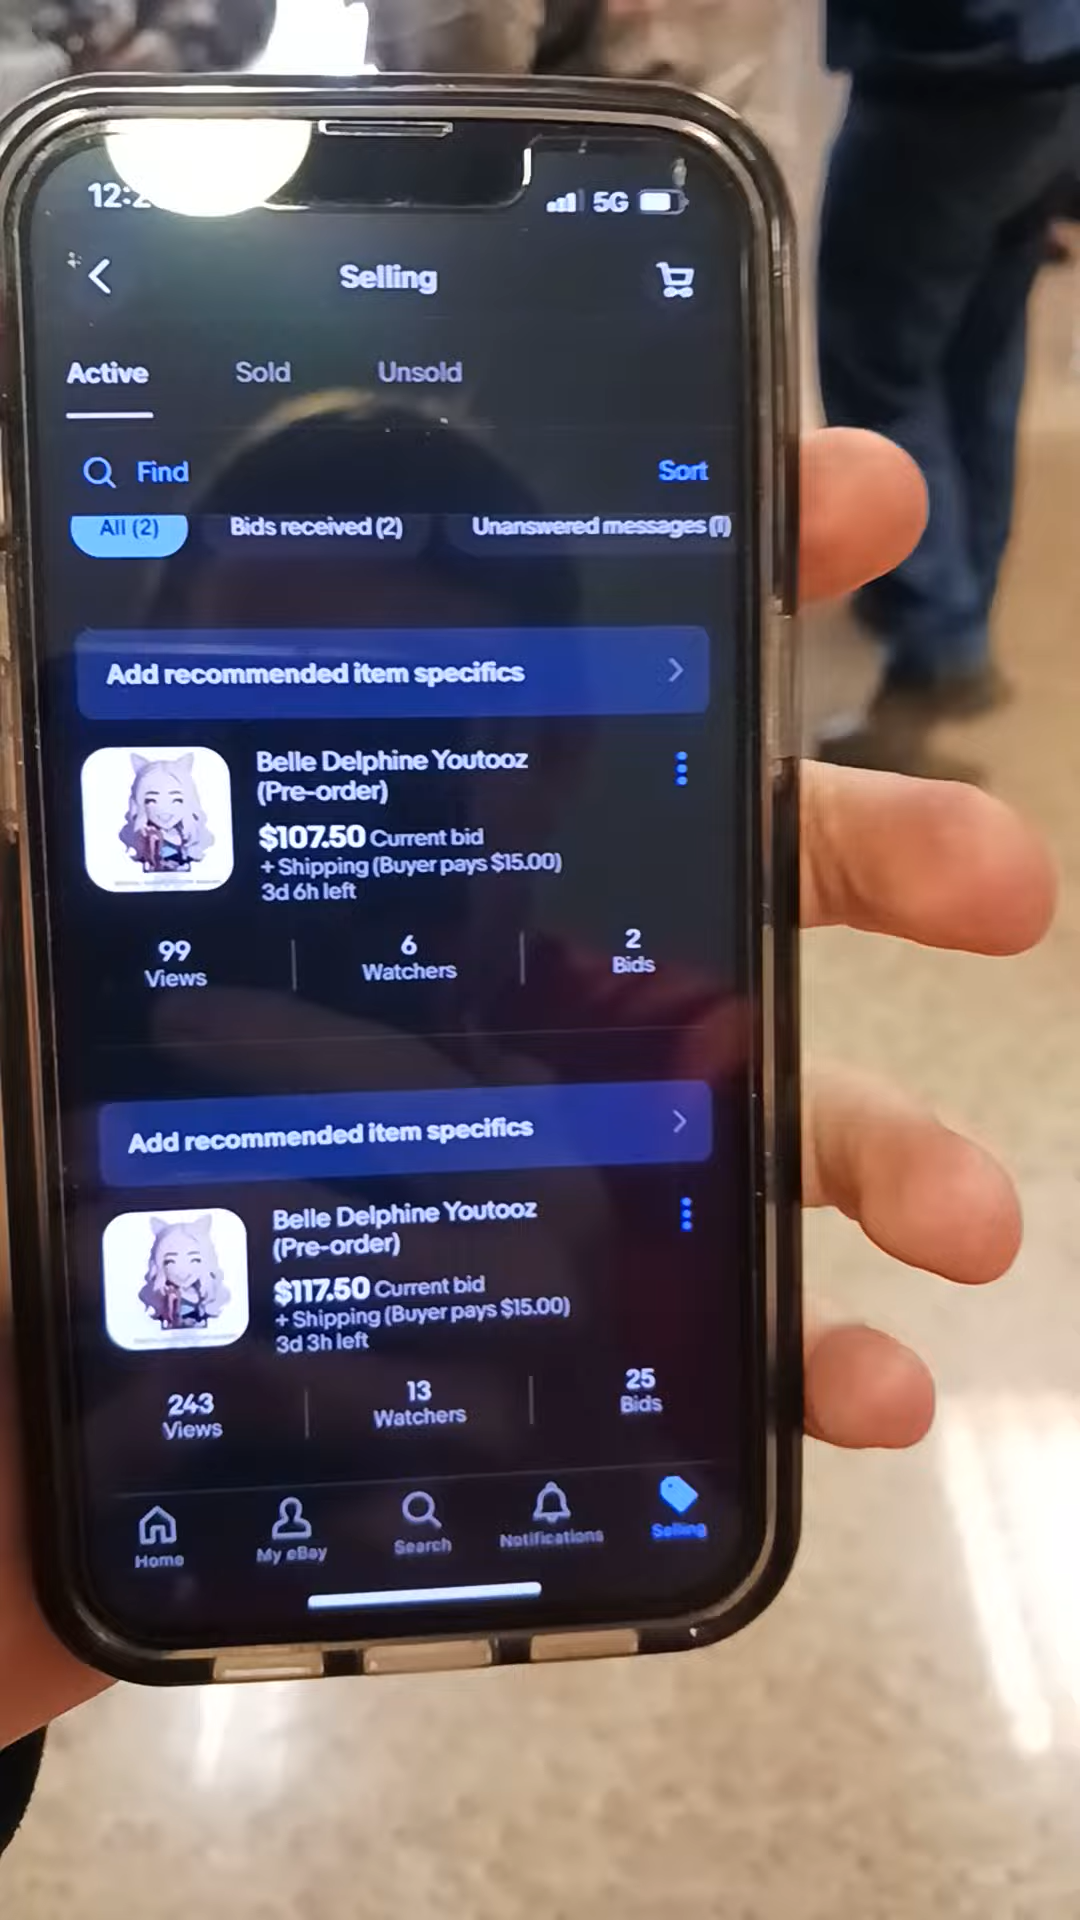 12:2
5G
Selling
Active Sold Unsold
Find Sort
All (2) Bids received (2) Unanswered messages (1)
Add recommended item specifics
Belle Delphine Youtooz
(Pre-order)
$107.50 Current bid
+ Shipping (Buyer pays $15.00)
3d 6h left
99 6 2
Views Watchers Bids
Add recommended item specifics
Belle Delphine Youtooz
(Pre-order)
$117.50 Current bid
+ Shipping (Buyer pays $15.00)
3d 3h left
243 13 25
Views Watchers Bids
Home My eBay Search Notifications Selling